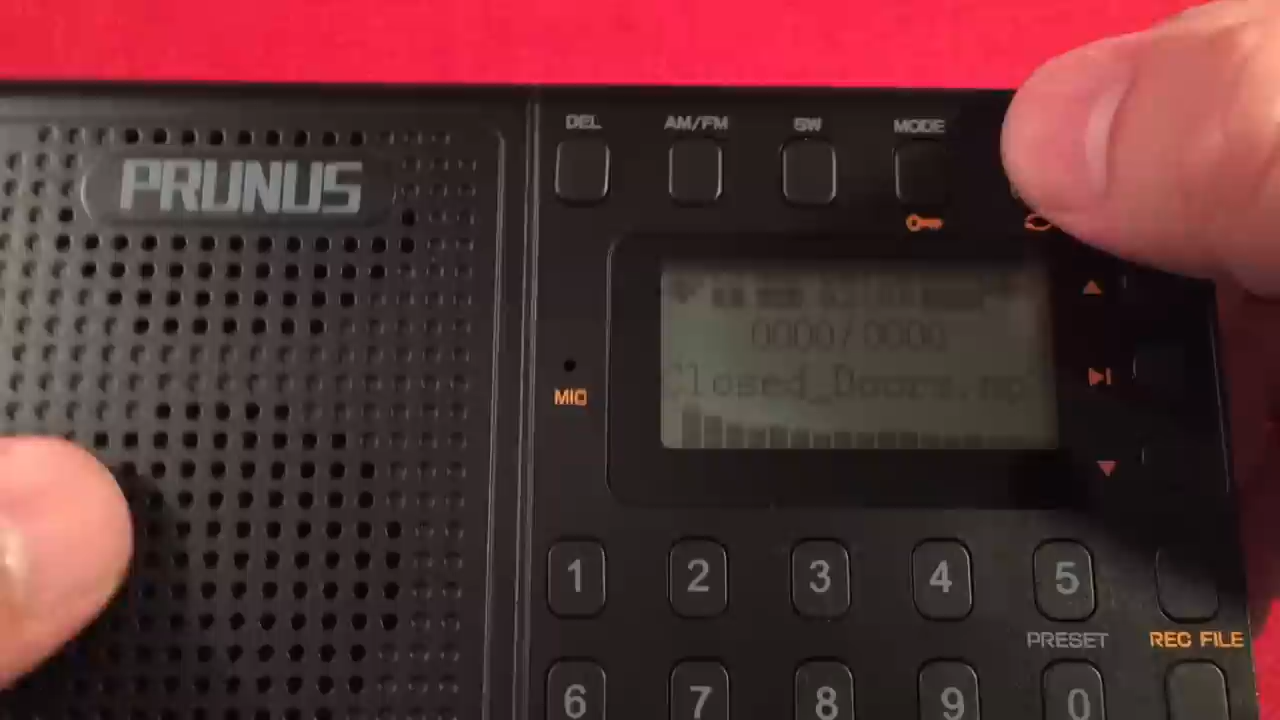 PRUNUS
DEL AM/FM SW MODE
0000/0000
Closed_Doors.mp
MIC
1 2 3 4 5
PRESET REC FILE
6 7 8 9 0